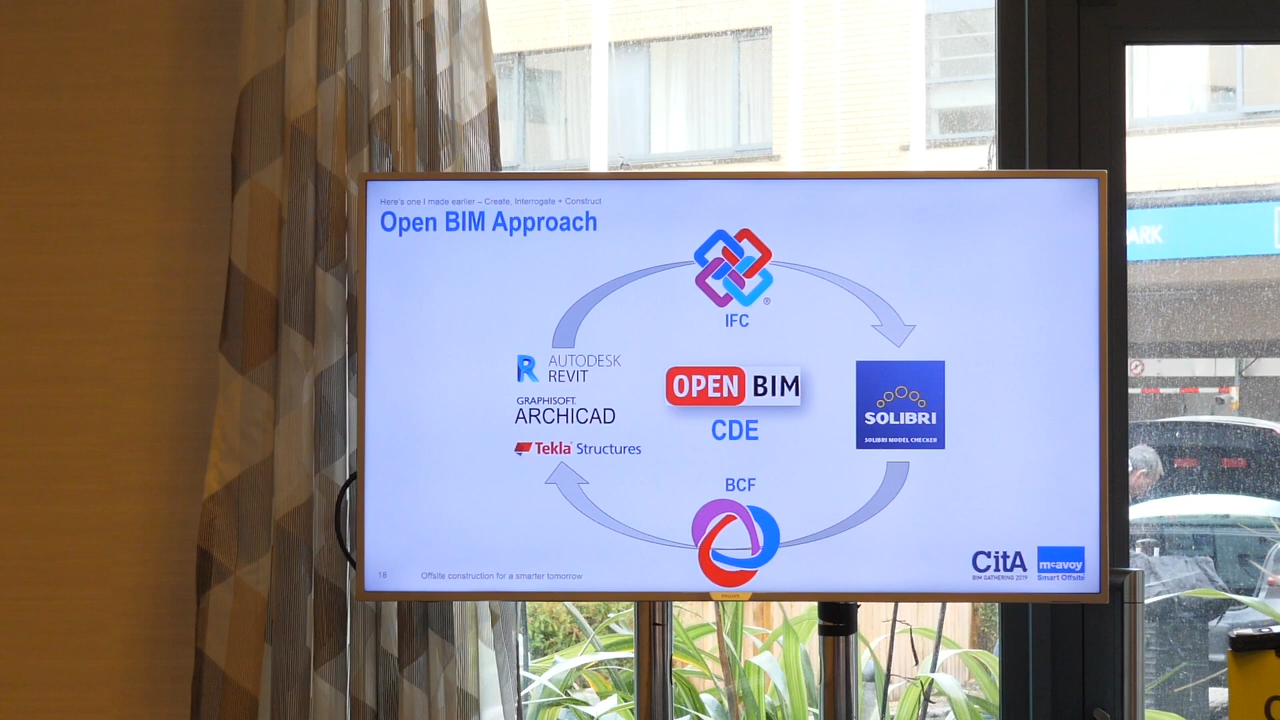 Here's one I made earlier – Create, Interrogate + Construct
Open BIM Approach
®
IFC
AUTODESK
REVIT
GRAPHISOFT
ARCHICAD
Tekla Structures
OPEN BIM
CDE
SOLIBRI
SOLIBRI MODEL CHECKER
BCF
18
Offsite construction for a smarter tomorrow
CitA
BIM GATHERING 2019
mcavoy
Smart Offsite
PHILIPS
ARK